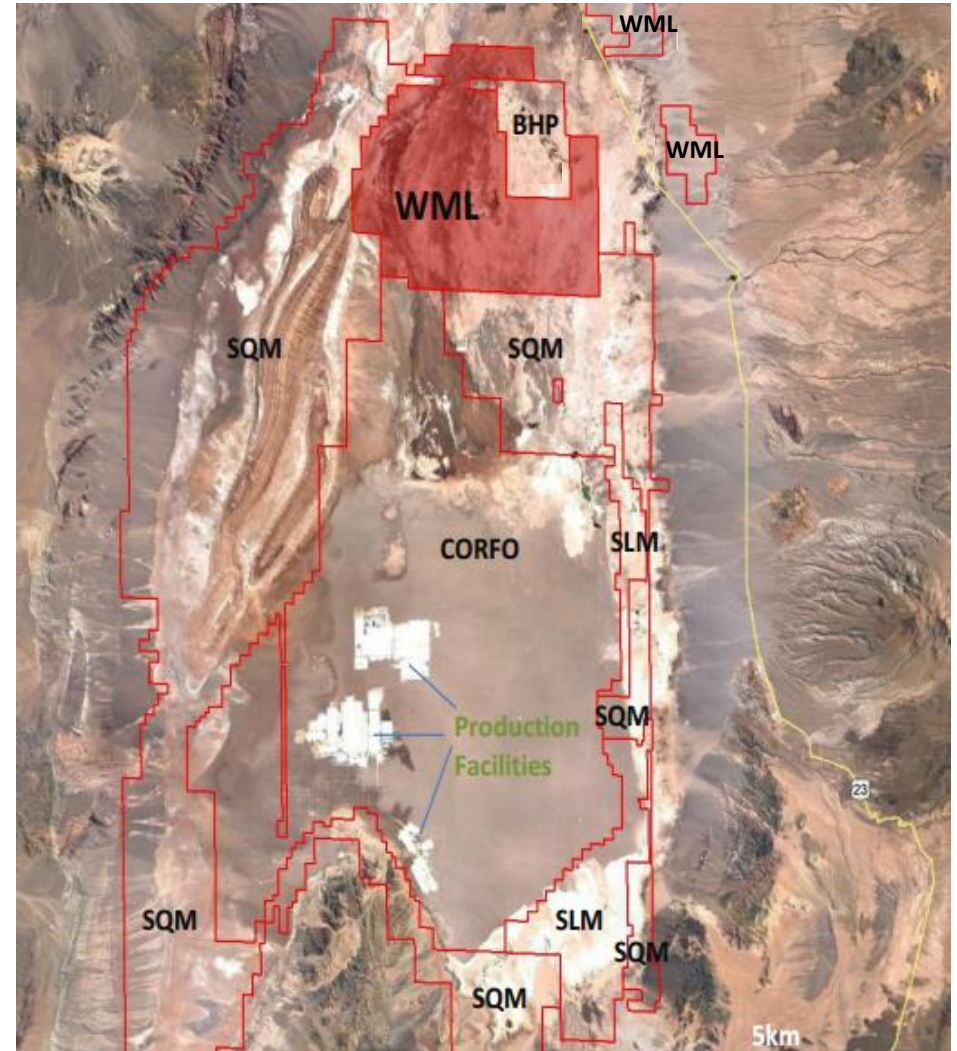 WML
BHP
WML
WML
SQM
SQM
CORFO
SLM
SQM
Production
Facilities
23
SQM
SLM
SQM
SQM
5km